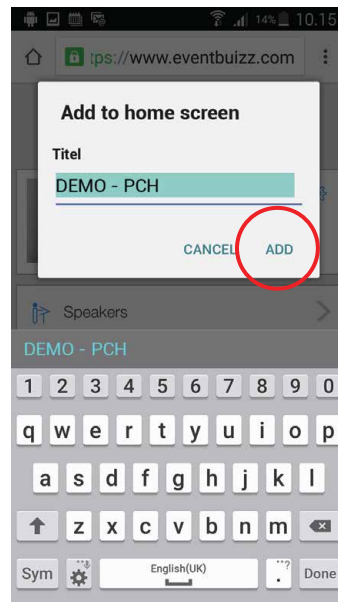 14% 10.15
tps://www.eventbuizz.com
Add to home screen
Titel
DEMO - PCH
CANCEL ADD
Speakers
DEMO - PCH
1 2 3 4 5 6 7 8 9 0
q w e r t y u i o p
a s d f g h j k l
z x c v b n m
Sym English(UK) . ? Done